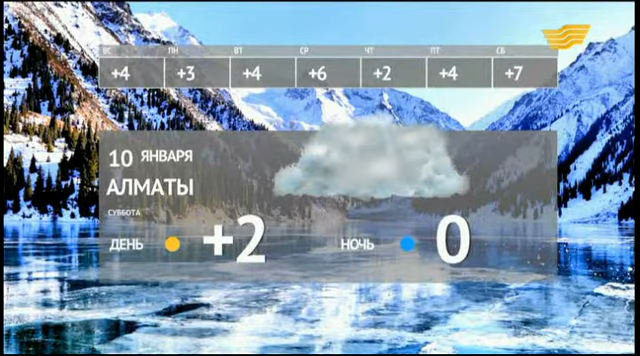 ВС ПН ВТ СР ЧТ ПТ СБ
+4 +3 +4 +6 +2 +4 +7
10 ЯНВАРЯ
АЛМАТЫ
СУББОТА
ДЕНЬ +2 НОЧЬ 0